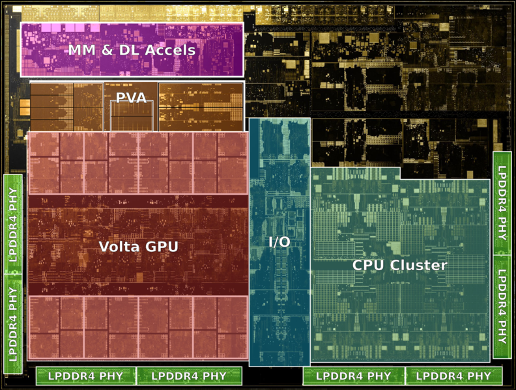 MM & DL Accels
PVA
Volta GPU
I/O
CPU Cluster
LPDDR4 PHY
LPDDR4 PHY
LPDDR4 PHY
LPDDR4 PHY
LPDDR4 PHY
LPDDR4 PHY
LPDDR4 PHY
LPDDR4 PHY